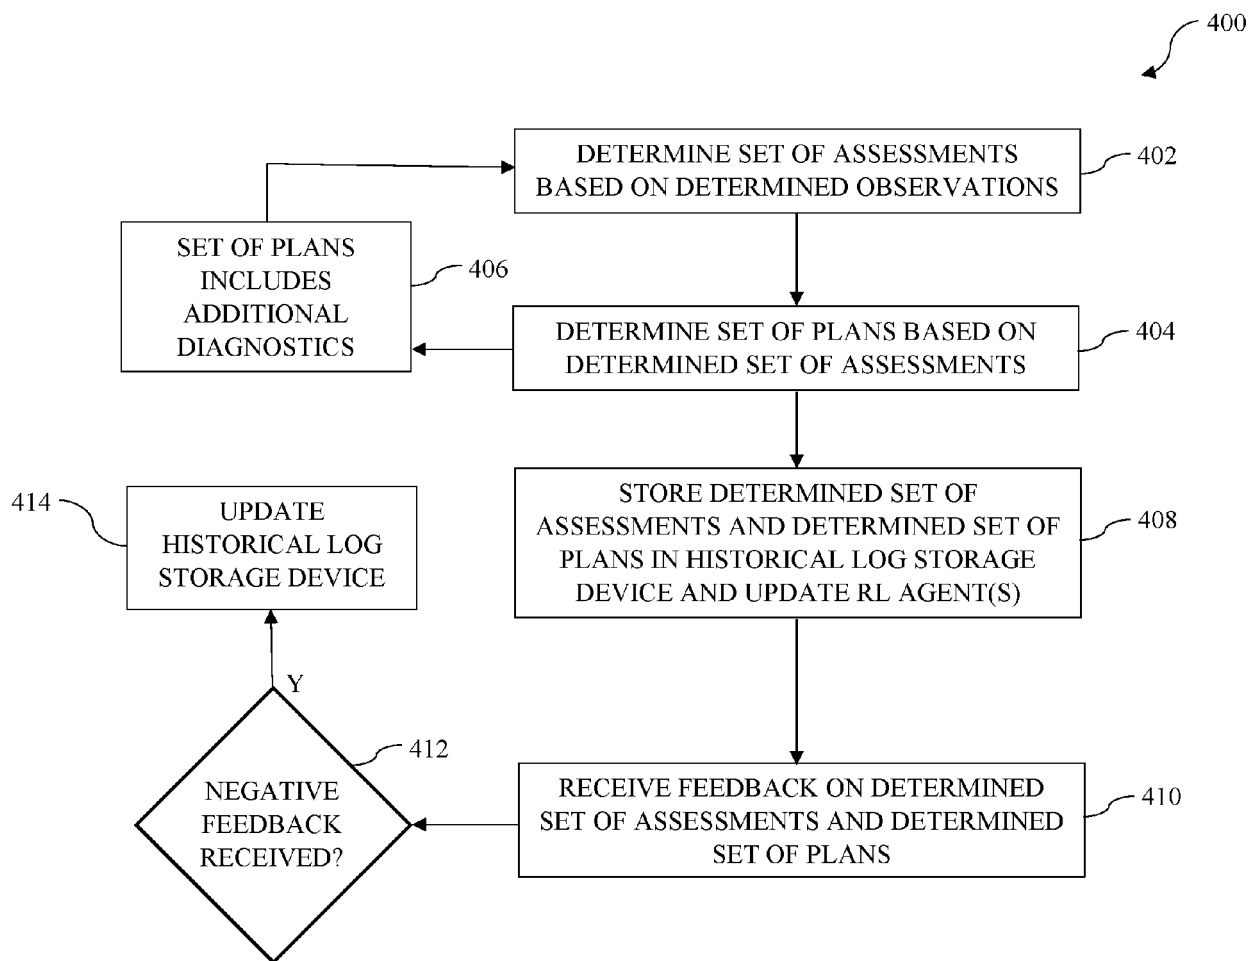 400
DETERMINE SET OF ASSESSMENTS
BASED ON DETERMINED OBSERVATIONS
402
SET OF PLANS
INCLUDES
ADDITIONAL
DIAGNOSTICS
406
DETERMINE SET OF PLANS BASED ON
DETERMINED SET OF ASSESSMENTS
404
STORE DETERMINED SET OF
ASSESSMENTS AND DETERMINED SET OF
PLANS IN HISTORICAL LOG STORAGE
DEVICE AND UPDATE RL AGENT(S)
408
414
UPDATE
HISTORICAL LOG
STORAGE DEVICE
Y
412
NEGATIVE
FEEDBACK
RECEIVED?
RECEIVE FEEDBACK ON DETERMINED
SET OF ASSESSMENTS AND DETERMINED
SET OF PLANS
410